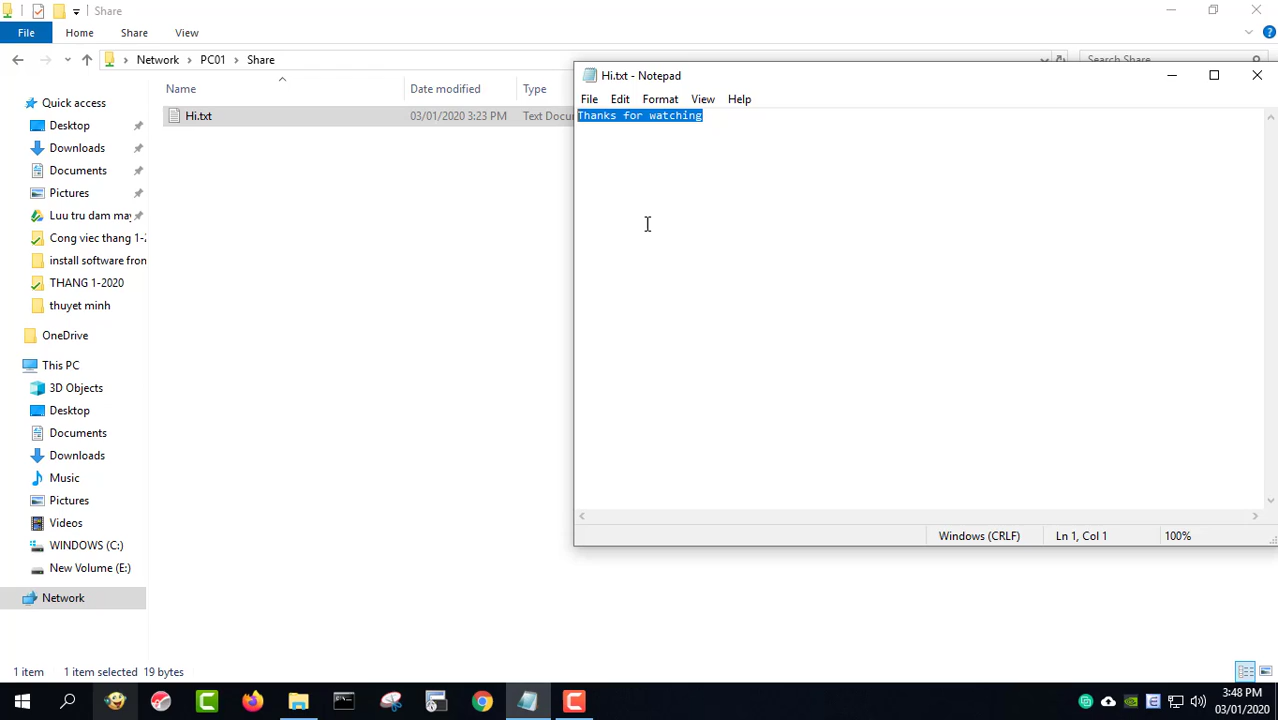 Share
File
Home
Share
View
Network
PC01
Share
Search Share
Name
Date modified
Type
Hi.txt
03/01/2020 3:23 PM
Text Docu
Quick access
Desktop
Downloads
Documents
Pictures
Luu tru dam may
Cong viec thang 1-2
install software fron
THANG 1-2020
thuyet minh
OneDrive
This PC
3D Objects
Desktop
Documents
Downloads
Music
Pictures
Videos
WINDOWS (C:)
New Volume (E:)
Network
Hi.txt - Notepad
File
Edit
Format
View
Help
Thanks for watching
Windows (CRLF)
Ln 1, Col 1
100%
1 item
1 item selected
19 bytes
3:48 PM
03/01/2020